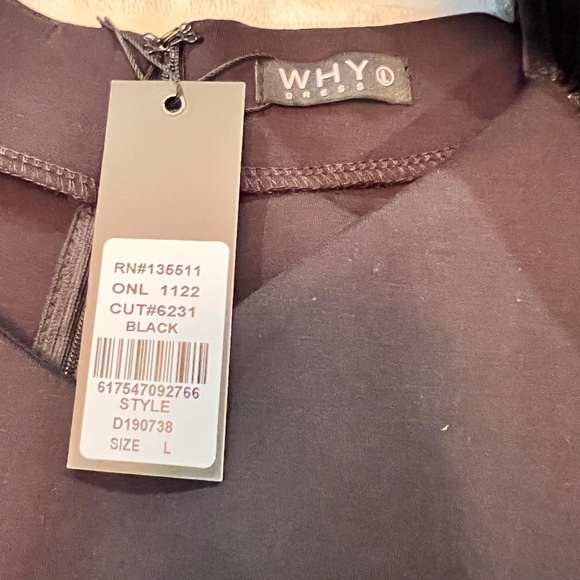 WHY L
DRESS
RN#135511
ONL 1122
CUT#6231
BLACK
617547092766
STYLE
D190738
SIZE L